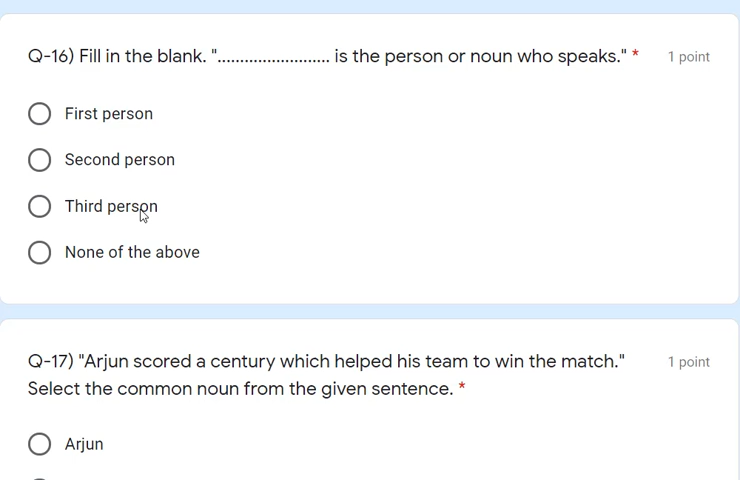 Q-16) Fill in the blank. "......................... is the person or noun who speaks." * 1 point
First person
Second person
Third person
None of the above
Q-17) "Arjun scored a century which helped his team to win the match." 1 point
Select the common noun from the given sentence. *
Arjun